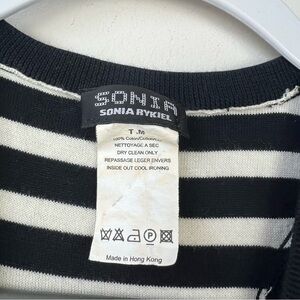 SONIA
SONIA RYKIEL
T .M
100% Coton/Cotton
NETTOYAGE A SEC
DRY CLEAN ONLY
REPASSAGE LEGER ENVERS
INSIDE OUT COOL IRONING
P
Made in Hong Kong